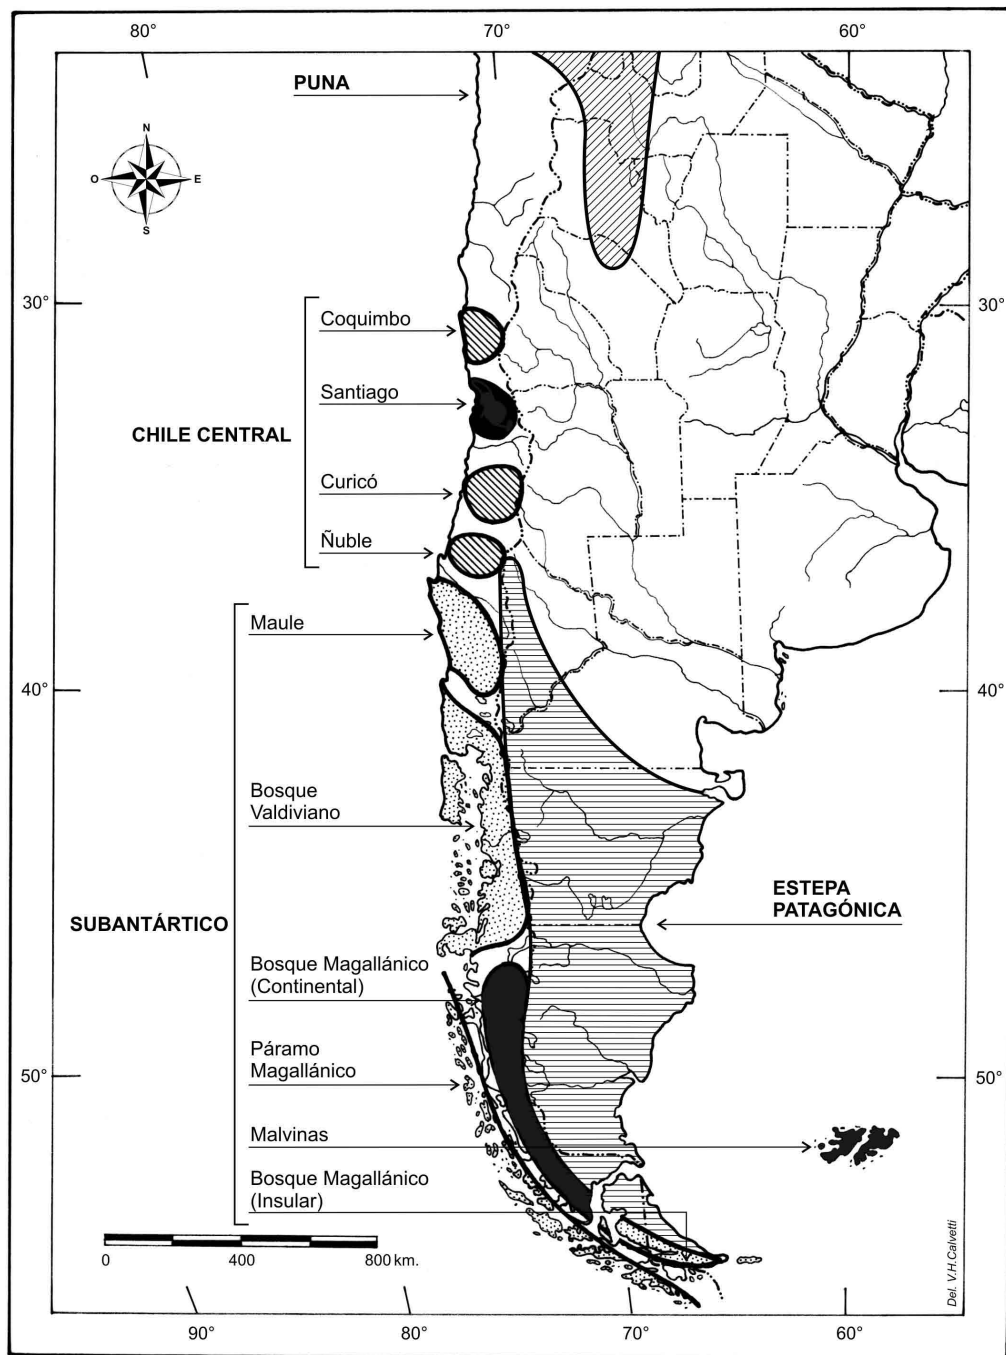 80°
70°
60°
PUNA
N
O
E
S
30°
30°
Coquimbo
Santiago
CHILE CENTRAL
Curicó
Ñuble
Maule
40°
40°
Bosque
Valdiviano
ESTEPA
PATAGÓNICA
SUBANTÁRTICO
Bosque Magallánico
(Continental)
Páramo
Magallánico
50°
50°
Malvinas
Bosque Magallánico
(Insular)
0
400
800 km.
Del. V.H.Calvetti
90°
80°
70°
60°